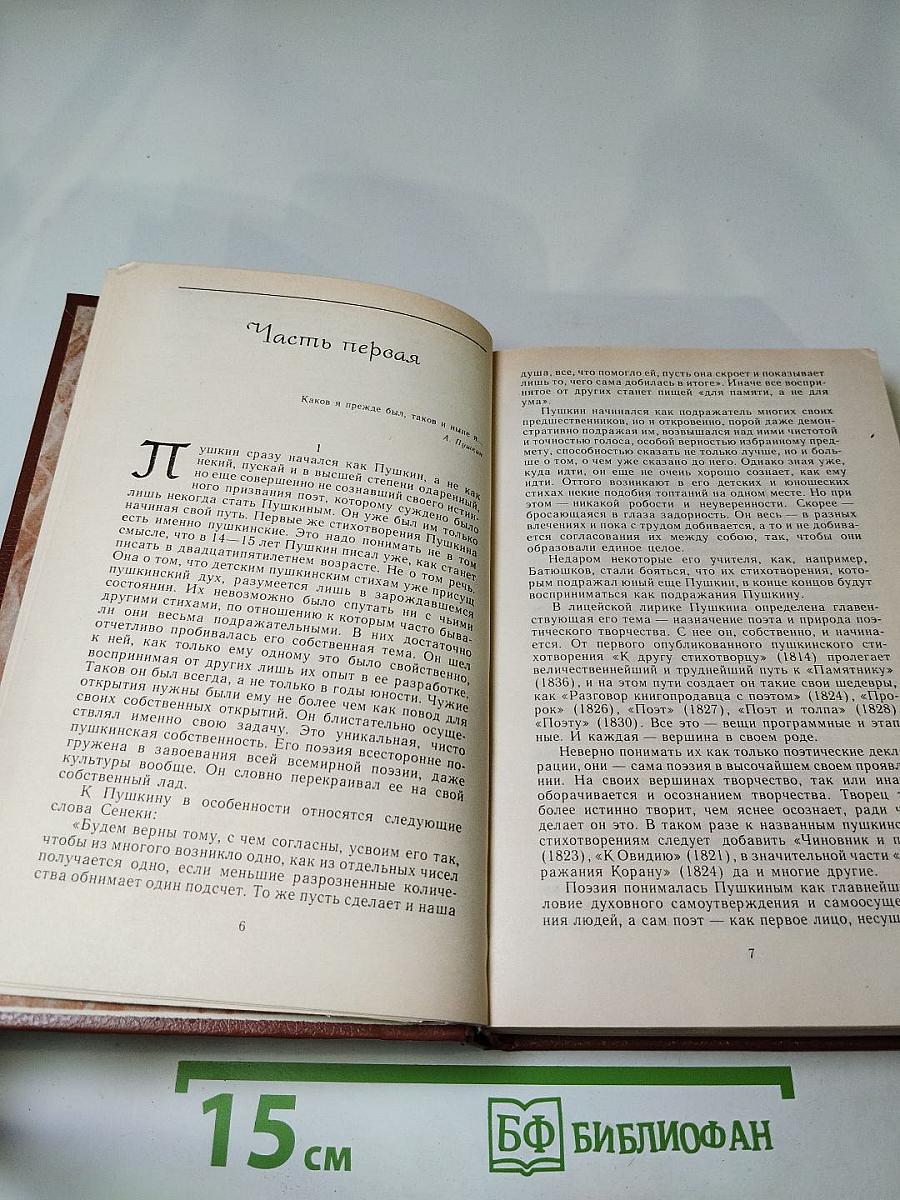 Часть первая
Каков я прежде был, таков и ныне я...
А. Пушкин
1
Пушкин сразу начался как Пушкин, а не как
некий, пускай и в высшей степени одаренный,
но еще совершенно не сознавший своего истин-
ного призвания поэт, которому суждено было
лишь некогда стать Пушкиным. Он уже был им только
начиная свой путь. Первые же стихотворения Пушкина
есть именно пушкинские. Это надо понимать не в том
смысле, что в 14—15 лет Пушкин писал уже, как станет
писать в двадцатипятилетнем возрасте. Не о том речь.
Она о том, что детским пушкинским стихам уже присущ
пушкинский дух, разумеется лишь в зарождавшемся
состоянии. Их невозможно было спутать ни с чьими
другими стихами, по отношению к которым часто быва-
ли они весьма подражательными. В них достаточно
отчетливо пробивалась его собственная тема. Он шел
к ней, как только ему одному это было свойственно,
воспринимая от других лишь их опыт в ее разработке.
Таков он был всегда, а не только в годы юности. Чужие
открытия нужны были ему не более чем как повод для
своих собственных открытий. Он блистательно осуще-
ствлял именно свою задачу. Это уникальная, чисто
пушкинская собственность. Его поэзия всесторонне по-
гружена в завоевания всей всемирной поэзии, даже
культуры вообще. Он словно перекраивал ее на свой
собственный лад.
К Пушкину в особенности относятся следующие
слова Сенеки:
«Будем верны тому, с чем согласны, усвоим его так,
чтобы из многого возникло одно, как из отдельных чисел
получается одно, если меньшие разрозненные количе-
ства обнимает один подсчет. То же пусть сделает и наша
6
душа, все, что помогло ей, пусть она скроет и показывает
лишь то, чего сама добилась в итоге». Иначе все воспри-
нятое от других станет пищей «для памяти, а не для
ума».
Пушкин начинался как подражатель многих своих
предшественников, но и откровенно, порой даже демон-
стративно подражая им, возвышался над ними чистотой
и точностью голоса, особой верностью избранному пред-
мету, способностью сказать не только лучше, но и боль-
ше о том, о чем уже сказано до него. Однако зная уже,
куда идти, он еще не очень хорошо сознает, как ему
идти. Оттого возникают в его детских и юношеских
стихах некие подобия топтаний на одном месте. Но при
этом — никакой робости и неуверенности. Скорее —
бросающаяся в глаза задорность. Он весь — в разных
влечениях и пока с трудом добивается, а то и не добива-
ется согласования их между собою, так, чтобы они
образовали единое целое.
Недаром некоторые его учителя, как, например,
Батюшков, стали бояться, что их стихотворения, кото-
рым подражал юный еще Пушкин, в конце концов будут
восприниматься как подражания Пушкину.
В лицейской лирике Пушкина определена главен-
ствующая его тема — назначение поэта и природа поэ-
тического творчества. С нее он, собственно, и начина-
ется. От первого опубликованного пушкинского сти-
хотворения «К другу стихотворцу» (1814) пролегает
величественнейший и труднейший путь к «Памятнику»
(1836), и на этом пути создает он такие свои шедевры,
как «Разговор книгопродавца с поэтом» (1824), «Про-
рок» (1826), «Поэт» (1827), «Поэт и толпа» (1828)
«Поэту» (1830). Все это — вещи программные и этап
ные. И каждая — вершина в своем роде.
Неверно понимать их как только поэтические декл
рации, они — сама поэзия в высочайшем своем проявл
нии. На своих вершинах творчество, так или ина
оборачивается и осознанием творчества. Творец т
более истинно творит, чем яснее осознает, ради ч
делает он это. В таком разе к названным пушкинс
стихотворениям следует добавить «Чиновник и п
(1823), «К Овидию» (1821), в значительной части «
ражания Корану» (1824) да и многие другие.
Поэзия понималась Пушкиным как главнейш
ловие духовного самоутверждения и самоосуще
ния людей, а сам поэт — как первое лицо, несущ
7
15 см
БФ БИБЛИОФАН